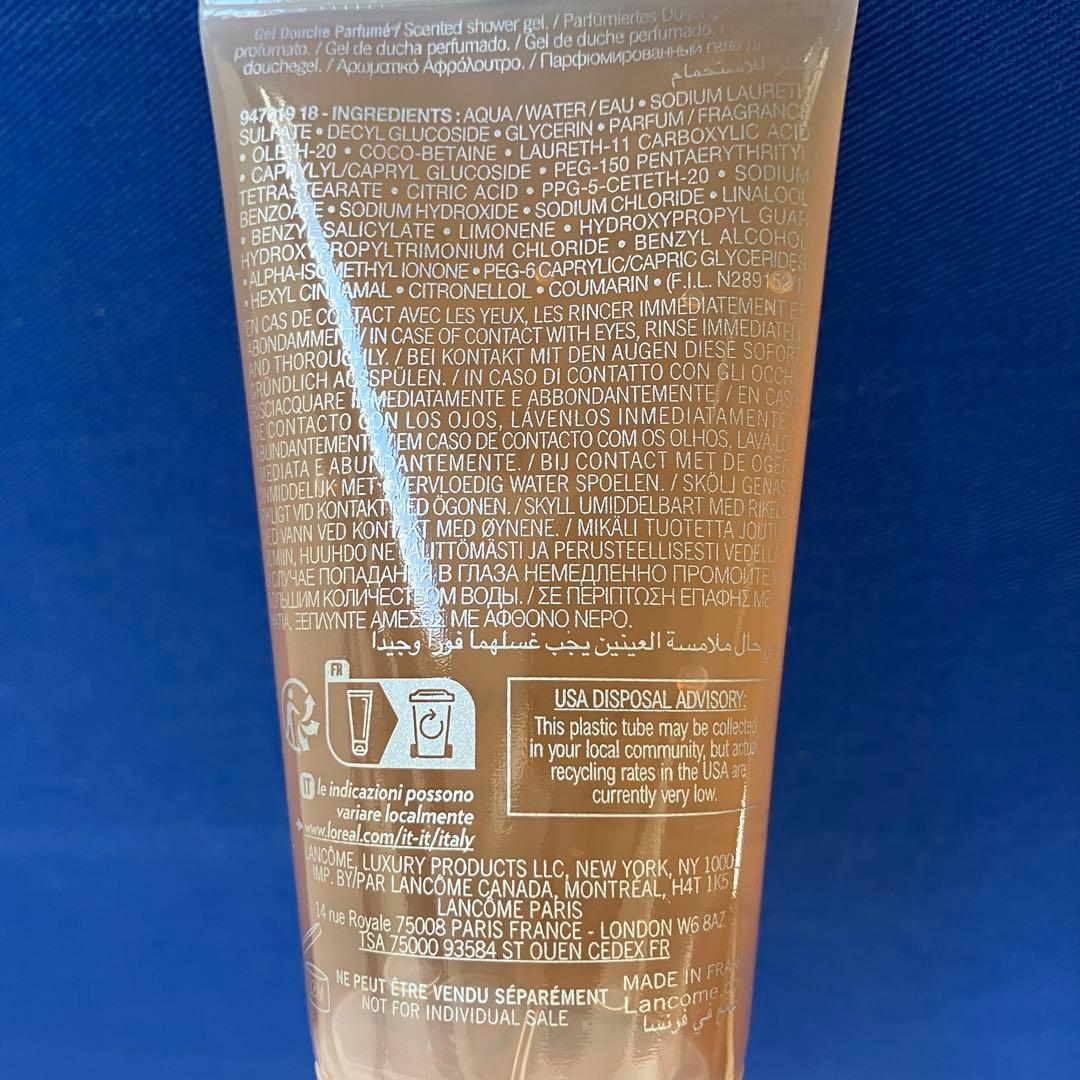 Gel Douche Parfumé / Scented shower gel. / Parfümiertes
profumato. / Gel de ducha perfumado. / Gel de duche perfumado.
douchegel. / Αρωματικό Αφρόλουτρο. / Парфюмированный гель
للاستحمام
18 - INGREDIENTS : AQUA / WATER / EAU • SODIUM LAURETH
SULFATE • DECYL GLUCOSIDE • GLYCERIN • PARFUM / FRAGRANCE
• OLETH-20 • COCO-BETAINE • LAURETH-11 CARBOXYLIC ACID
• CAPRYLYL/CAPRYL GLUCOSIDE • PEG-150 PENTAERYTHRITYL
TETRASTEARATE • CITRIC ACID • PPG-5-CETETH-20 • SODIUM
BENZOATE • SODIUM HYDROXIDE • SODIUM CHLORIDE • LINALOOL
• BENZYL SALICYLATE • LIMONENE • HYDROXYPROPYL GUAR
HYDROXYPROPYLTRIMONIUM CHLORIDE • BENZYL ALCOHOL
• ALPHA-ISOMETHYL IONONE • PEG-6 CAPRYLIC/CAPRIC GLYCERIDES
• HEXYL CINNAMAL • CITRONELLOL • COUMARIN • (F.I.L.
EN CAS DE CONTACT AVEC LES YEUX, LES RINCER IMMÉDIATEMENT ET
ABONDAMMENT / IN CASE OF CONTACT WITH EYES, RINSE IMMEDIATELY
AND THOROUGHLY. / BEI KONTAKT MIT DEN AUGEN DIESE SOFORT
GRÜNDLICH AUSSPÜLEN. / IN CASO DI CONTATTO CON GLI OCCHI
RISCIACQUARE IMMEDIATAMENTE E ABBONDANTEMENTE. / EN CASO
DE CONTACTO CON LOS OJOS, LÁVENLOS INMEDIATAMENTE
ABUNDANTEMENTE. / EM CASO DE CONTACTO COM OS OLHOS, LAVÁ-LOS
IMEDIATA E ABUNDANTEMENTE. / BIJ CONTACT MET DE OGEN
ONMIDDELIJK MET OVERVLOEDIG WATER SPOELEN. / SKÖLJ GENAST
RIKLIGT VID KONTAKT MED ÖGONEN. / SKYLL UMIDDELBART MED RIKELIG
MED VANN VED KONTAKT MED ØYNENE. / MIKÄLI TUOTETTA JOUTUU
SILMIIN, HUUHDO NE VÄLITTÖMÄSTI JA PERUSTEELLISESTI VEDELLÄ
В СЛУЧАЕ ПОПАДАНИЯ В ГЛАЗА НЕМЕДЛЕННО ПРОМОЙТЕ ИХ
БОЛЬШИМ КОЛИЧЕСТВОМ ВОДЫ. / ΣΕ ΠΕΡΙΠΤΩΣΗ ΕΠΑΦΗΣ ΜΕ
ΜΑΤΙΑ, ΞΕΠΛΥΝΤΕ ΑΜΕΣΩΣ ΜΕ ΑΦΘΟΝΟ ΝΕΡΟ.
في حال ملامسة العينين يجب غسلهما فوراً وجيداً
FR
USA DISPOSAL ADVISORY:
This plastic tube may be collected
in your local community, but actual
recycling rates in the USA are
currently very low.
IT le indicazioni possono
variare localmente
www.loreal.com/it-it/italy
LANCÔME, LUXURY PRODUCTS LLC, NEW YORK, NY 1000
IMP. BY/PAR LANCÔME CANADA, MONTRÉAL, H4T 1K5
LANCÔME PARIS
14 rue Royale 75008 PARIS FRANCE - LONDON W6 8AZ
TSA 75000 93584 ST OUEN CEDEX FR
NE PEUT ÊTRE VENDU SÉPARÉMENT
NOT FOR INDIVIDUAL SALE
MADE IN FRANCE
Lancome
في فرنسا